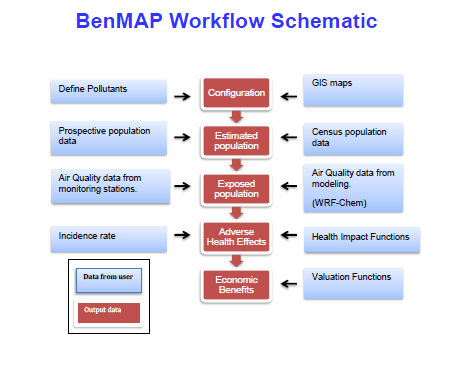 BenMAP Workflow Schematic
Define Pollutants
Configuration
GIS maps
Prospective population
data
Estimated
population
Census population
data
Air Quality data from
monitoring stations.
Exposed
population
Air Quality data from
modeling.
(WRF-Chem)
Incidence rate
Adverse
Health Effects
Health Impact Functions
Economic
Benefits
Valuation Functions
Data from user
Output data